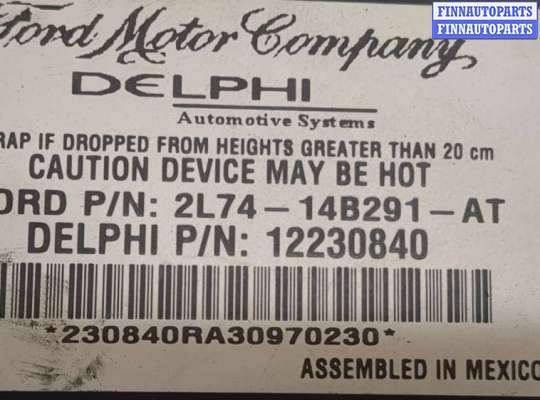 FINNAUTOPARTS
FINNAUTOPARTS
Ford Motor Company
DELPHI
Automotive Systems
RAP IF DROPPED FROM HEIGHTS GREATER THAN 20 cm
CAUTION DEVICE MAY BE HOT
ORD P/N: 2L74-14B291-AT
DELPHI P/N: 12230840
*230840RA30970230*
ASSEMBLED IN MEXICO